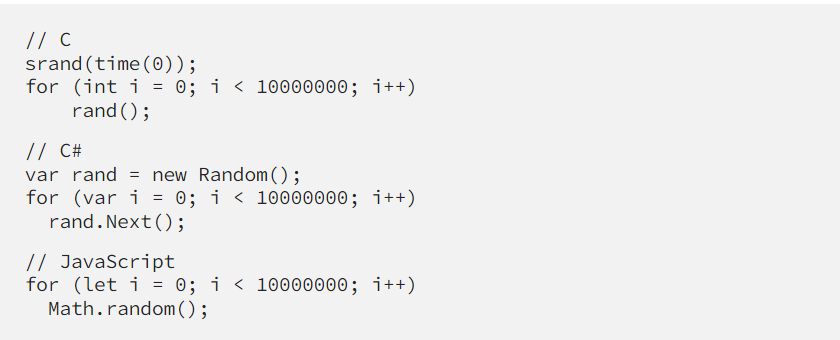 // C
srand(time(0));
for (int i = 0; i < 10000000; i++)
    rand();
// C#
var rand = new Random();
for (var i = 0; i < 10000000; i++)
  rand.Next();
// JavaScript
for (let i = 0; i < 10000000; i++)
  Math.random();